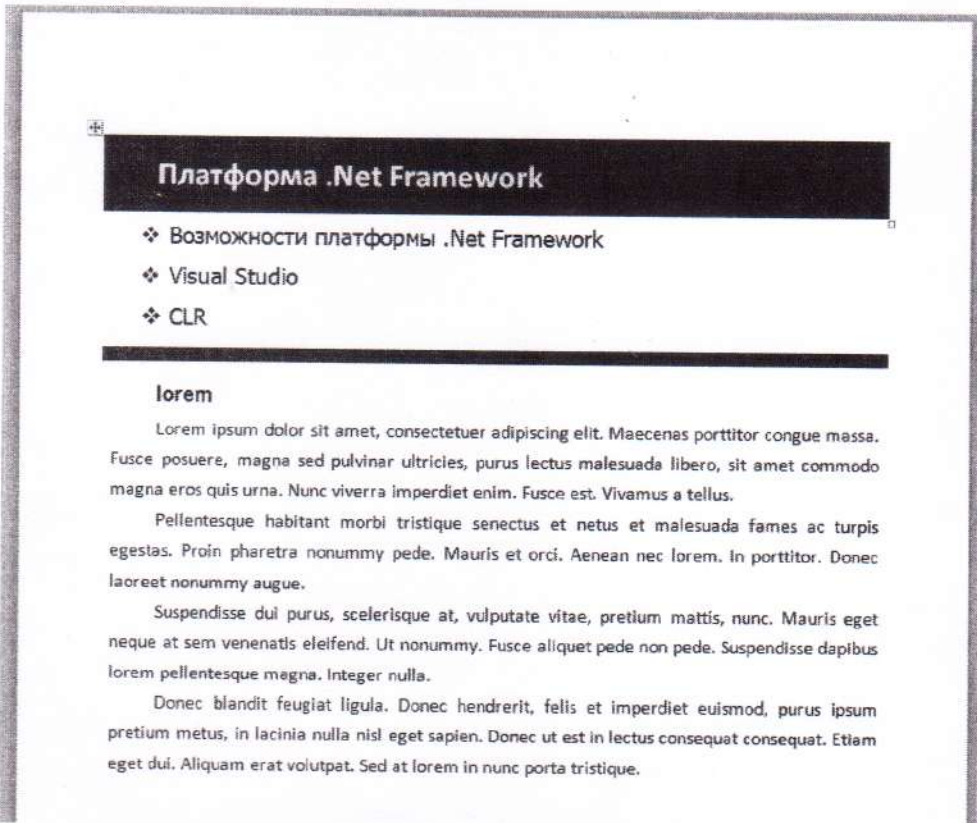 Платформа .Net Framework
❖ Возможности платформы .Net Framework
❖ Visual Studio
❖ CLR
lorem
Lorem ipsum dolor sit amet, consectetuer adipiscing elit. Maecenas porttitor congue massa.
Fusce posuere, magna sed pulvinar ultricies, purus lectus malesuada libero, sit amet commodo
magna eros quis urna. Nunc viverra imperdiet enim. Fusce est. Vivamus a tellus.
Pellentesque habitant morbi tristique senectus et netus et malesuada fames ac turpis
egestas. Proin pharetra nonummy pede. Mauris et orci. Aenean nec lorem. In porttitor. Donec
laoreet nonummy augue.
Suspendisse dui purus, scelerisque at, vulputate vitae, pretium mattis, nunc. Mauris eget
neque at sem venenatis eleifend. Ut nonummy. Fusce aliquet pede non pede. Suspendisse dapibus
lorem pellentesque magna. Integer nulla.
Donec blandit feugiat ligula. Donec hendrerit, felis et imperdiet euismod, purus ipsum
pretium metus, in lacinia nulla nisl eget sapien. Donec ut est in lectus consequat consequat. Etiam
eget dui. Aliquam erat volutpat. Sed at lorem in nunc porta tristique.